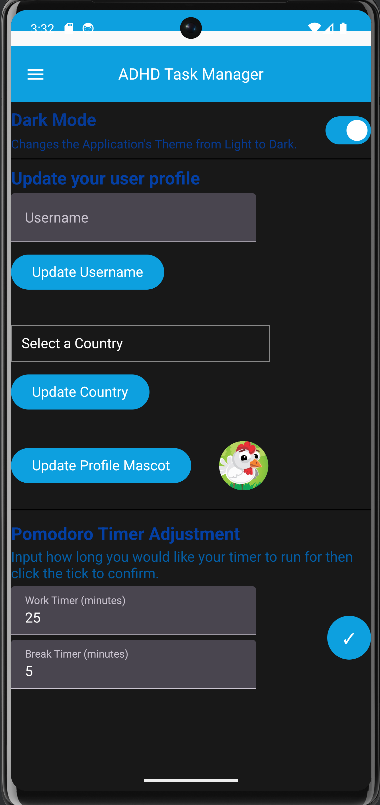 3:32
ADHD Task Manager
Dark Mode
Changes the Application's Theme from Light to Dark.
Update your user profile
Username
Update Username
Select a Country
Update Country
Update Profile Mascot
Pomodoro Timer Adjustment
Input how long you would like your timer to run for then
click the tick to confirm.
Work Timer (minutes)
25
Break Timer (minutes)
5